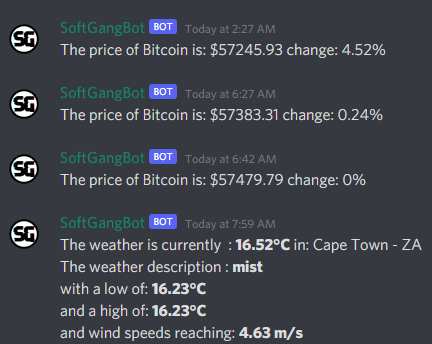 SoftGangBot BOT Today at 2:27 AM
SG
The price of Bitcoin is: $57245.93 change: 4.52%
SoftGangBot BOT Today at 6:27 AM
SG
The price of Bitcoin is: $57383.31 change: 0.24%
SoftGangBot BOT Today at 6:42 AM
SG
The price of Bitcoin is: $57479.79 change: 0%
SoftGangBot BOT Today at 7:59 AM
SG
The weather is currently : 16.52°C in: Cape Town - ZA
The weather description : mist
with a low of: 16.23°C
and a high of: 16.23°C
and wind speeds reaching: 4.63 m/s